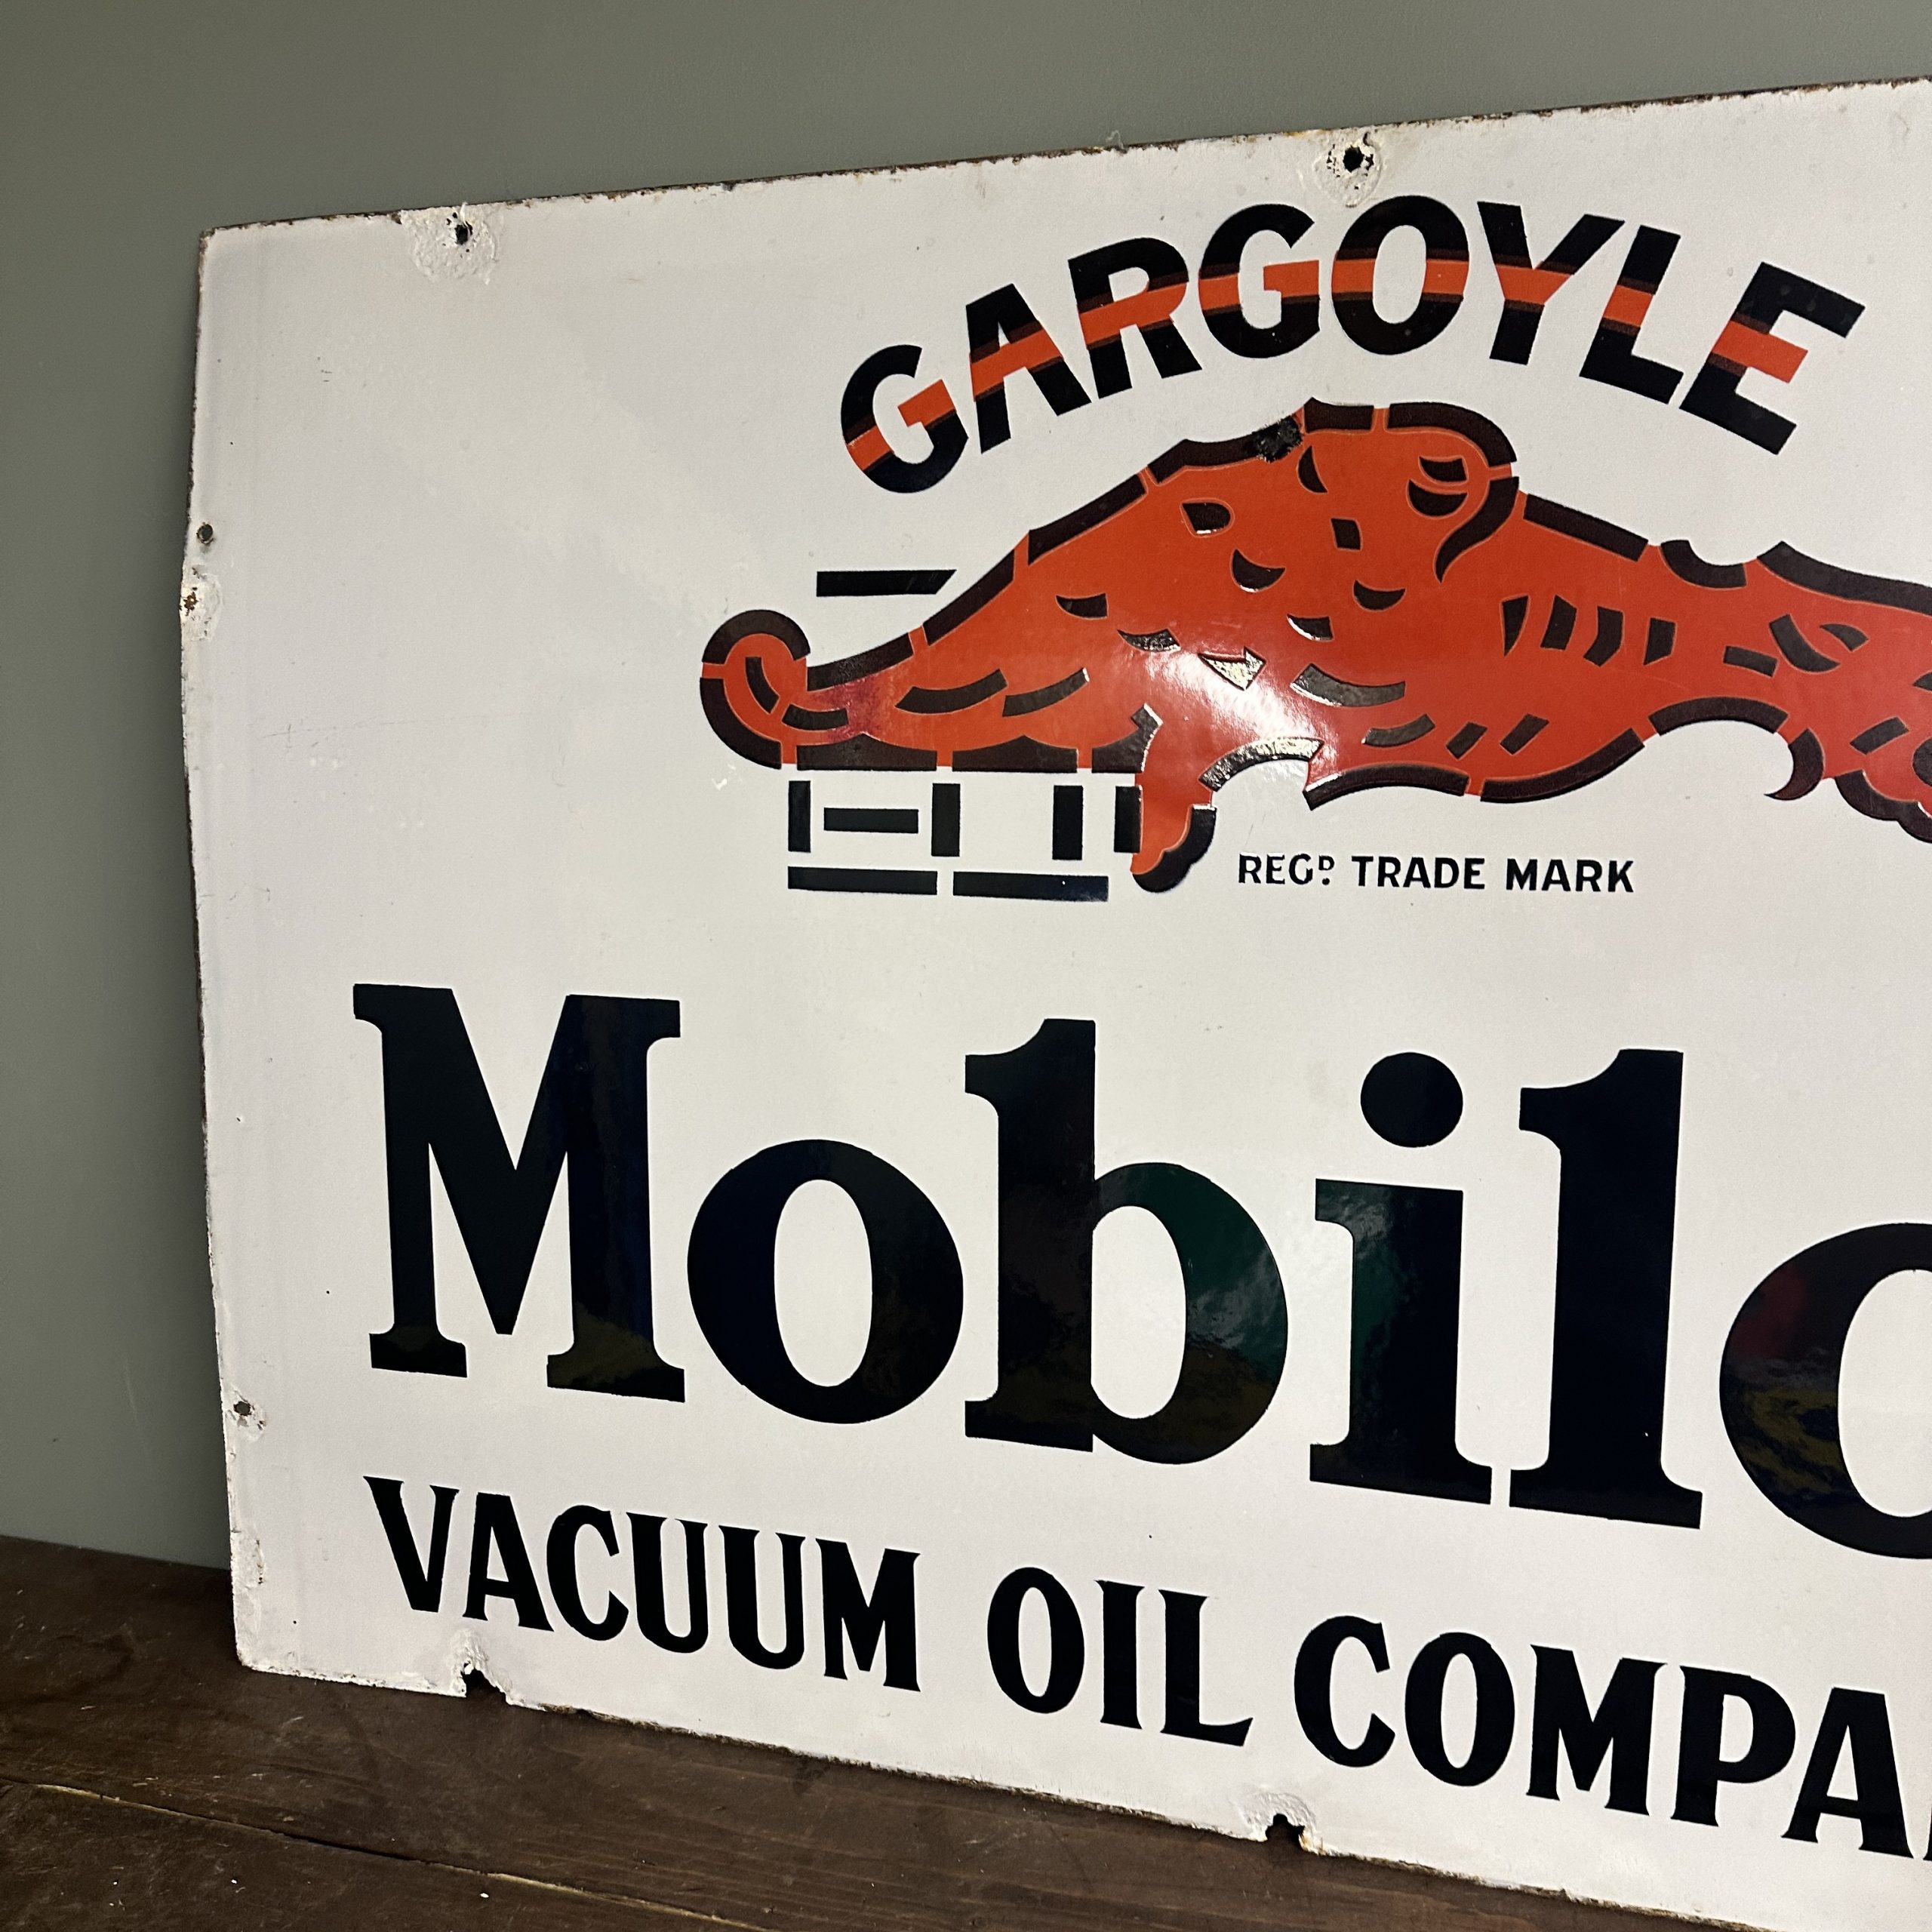 GARGOYLE
REGD. TRADE MARK
Mobilo
VACUUM OIL COMPA